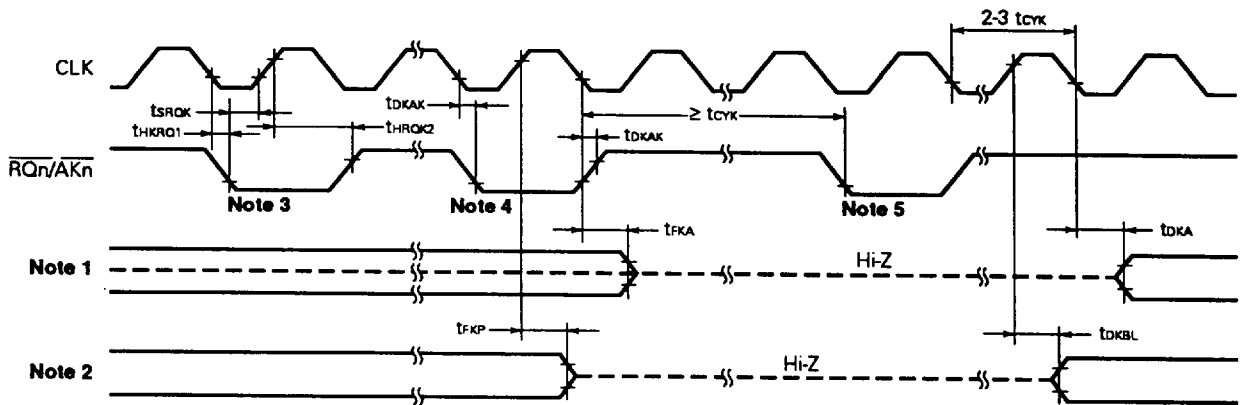 2-3 tCYK
CLK
tSRQK
tDKAK
tHKRQ1
tHRQK2
≥ tCYK
tDKAK
RQn/AKn
Note 3
Note 4
Note 5
tFKA
tDKA
Note 1
Hi-Z
tFKP
tDKBL
Note 2
Hi-Z